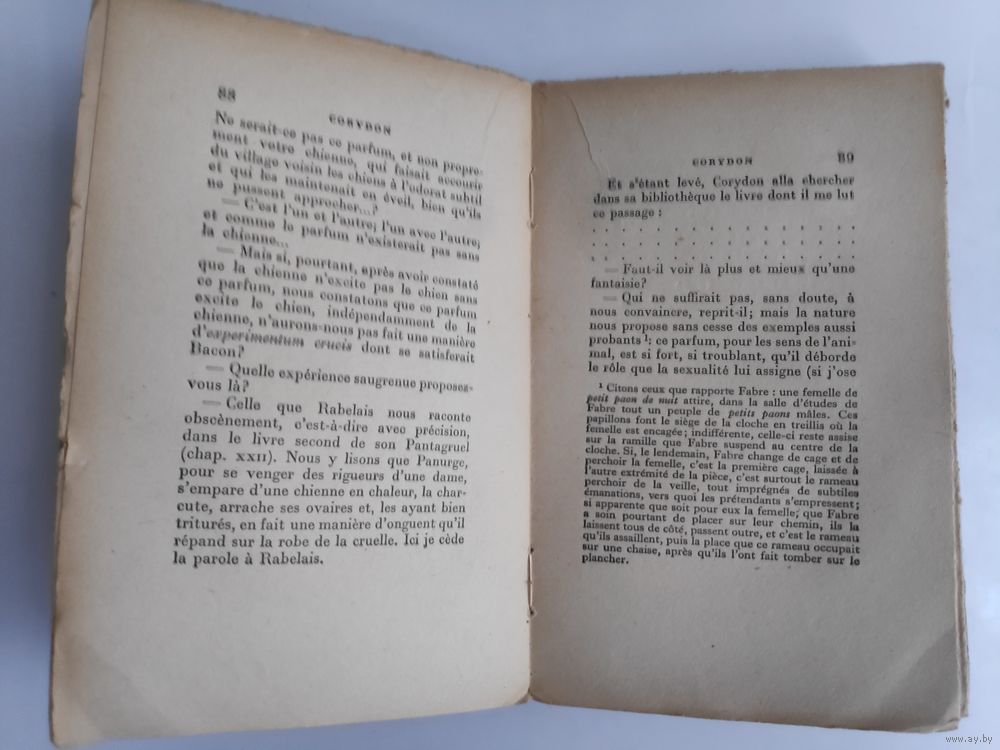 88
CORYDON
Ne serait-ce pas ce parfum, et non propre-
ment votre chienne, qui faisait accourir
du village voisin les chiens à l'odorat subtil
et qui les maintenait en éveil, bien qu'ils
ne pussent approcher...?
— C'est l'un et l'autre; l'un avec l'autre;
et comme le parfum n'existerait pas sans
la chienne...
— Mais si, pourtant, après avoir constaté
que la chienne n'excite pas le chien sans
ce parfum, nous constatons que ce parfum
excite le chien, indépendamment de la
chienne, n'aurons-nous pas fait une manière
d'experimentum crucis dont se satisferait
Bacon?
— Quelle expérience saugrenue proposez-
vous là?
— Celle que Rabelais nous raconte
obscènement, c'est-à-dire avec précision,
dans le livre second de son Pantagruel
(chap. XXII). Nous y lisons que Panurge,
pour se venger des rigueurs d'une dame,
s'empare d'une chienne en chaleur, la char-
cute, arrache ses ovaires et, les ayant bien
triturés, en fait une manière d'onguent qu'il
répand sur la robe de la cruelle. Ici je cède
la parole à Rabelais.
CORYDON 89
Et s'étant levé, Corydon alla chercher
dans sa bibliothèque le livre dont il me lut
ce passage :
. . . . . . . . . . . . . . . .
. . . . . . . . . . . . . . . .
. . . . . . . . . . . . . . . .
— Faut-il voir là plus et mieux qu'une
fantaisie?
— Qui ne suffirait pas, sans doute, à
nous convaincre, reprit-il; mais la nature
nous propose sans cesse des exemples aussi
probants¹: ce parfum, pour les sens de l'ani-
mal, est si fort, si troublant, qu'il déborde
le rôle que la sexualité lui assigne (si j'ose
¹ Citons ceux que rapporte Fabre : une femelle de
petit paon de nuit attire, dans la salle d'études de
Fabre tout un peuple de petits paons mâles. Ces
papillons font le siège de la cloche en treillis où la
femelle est encagée; indifférente, celle-ci reste assise
sur la ramille que Fabre suspend au centre de la
cloche. Si, le lendemain, Fabre change de cage et de
perchoir la femelle, c'est la première cage, laissée à
l'autre extrémité de la pièce, c'est surtout le rameau
perchoir de la veille, tout imprégnés de subtiles
émanations, vers quoi les prétendants s'empressent;
si apparente que soit pour eux la femelle, que Fabre
a soin pourtant de placer sur leur chemin, ils la
laissent tous de côté, passent outre, et c'est le rameau
qu'ils assaillent, puis la place que ce rameau occupait
sur une chaise, après qu'ils l'ont fait tomber sur le
plancher.
www.ay.by